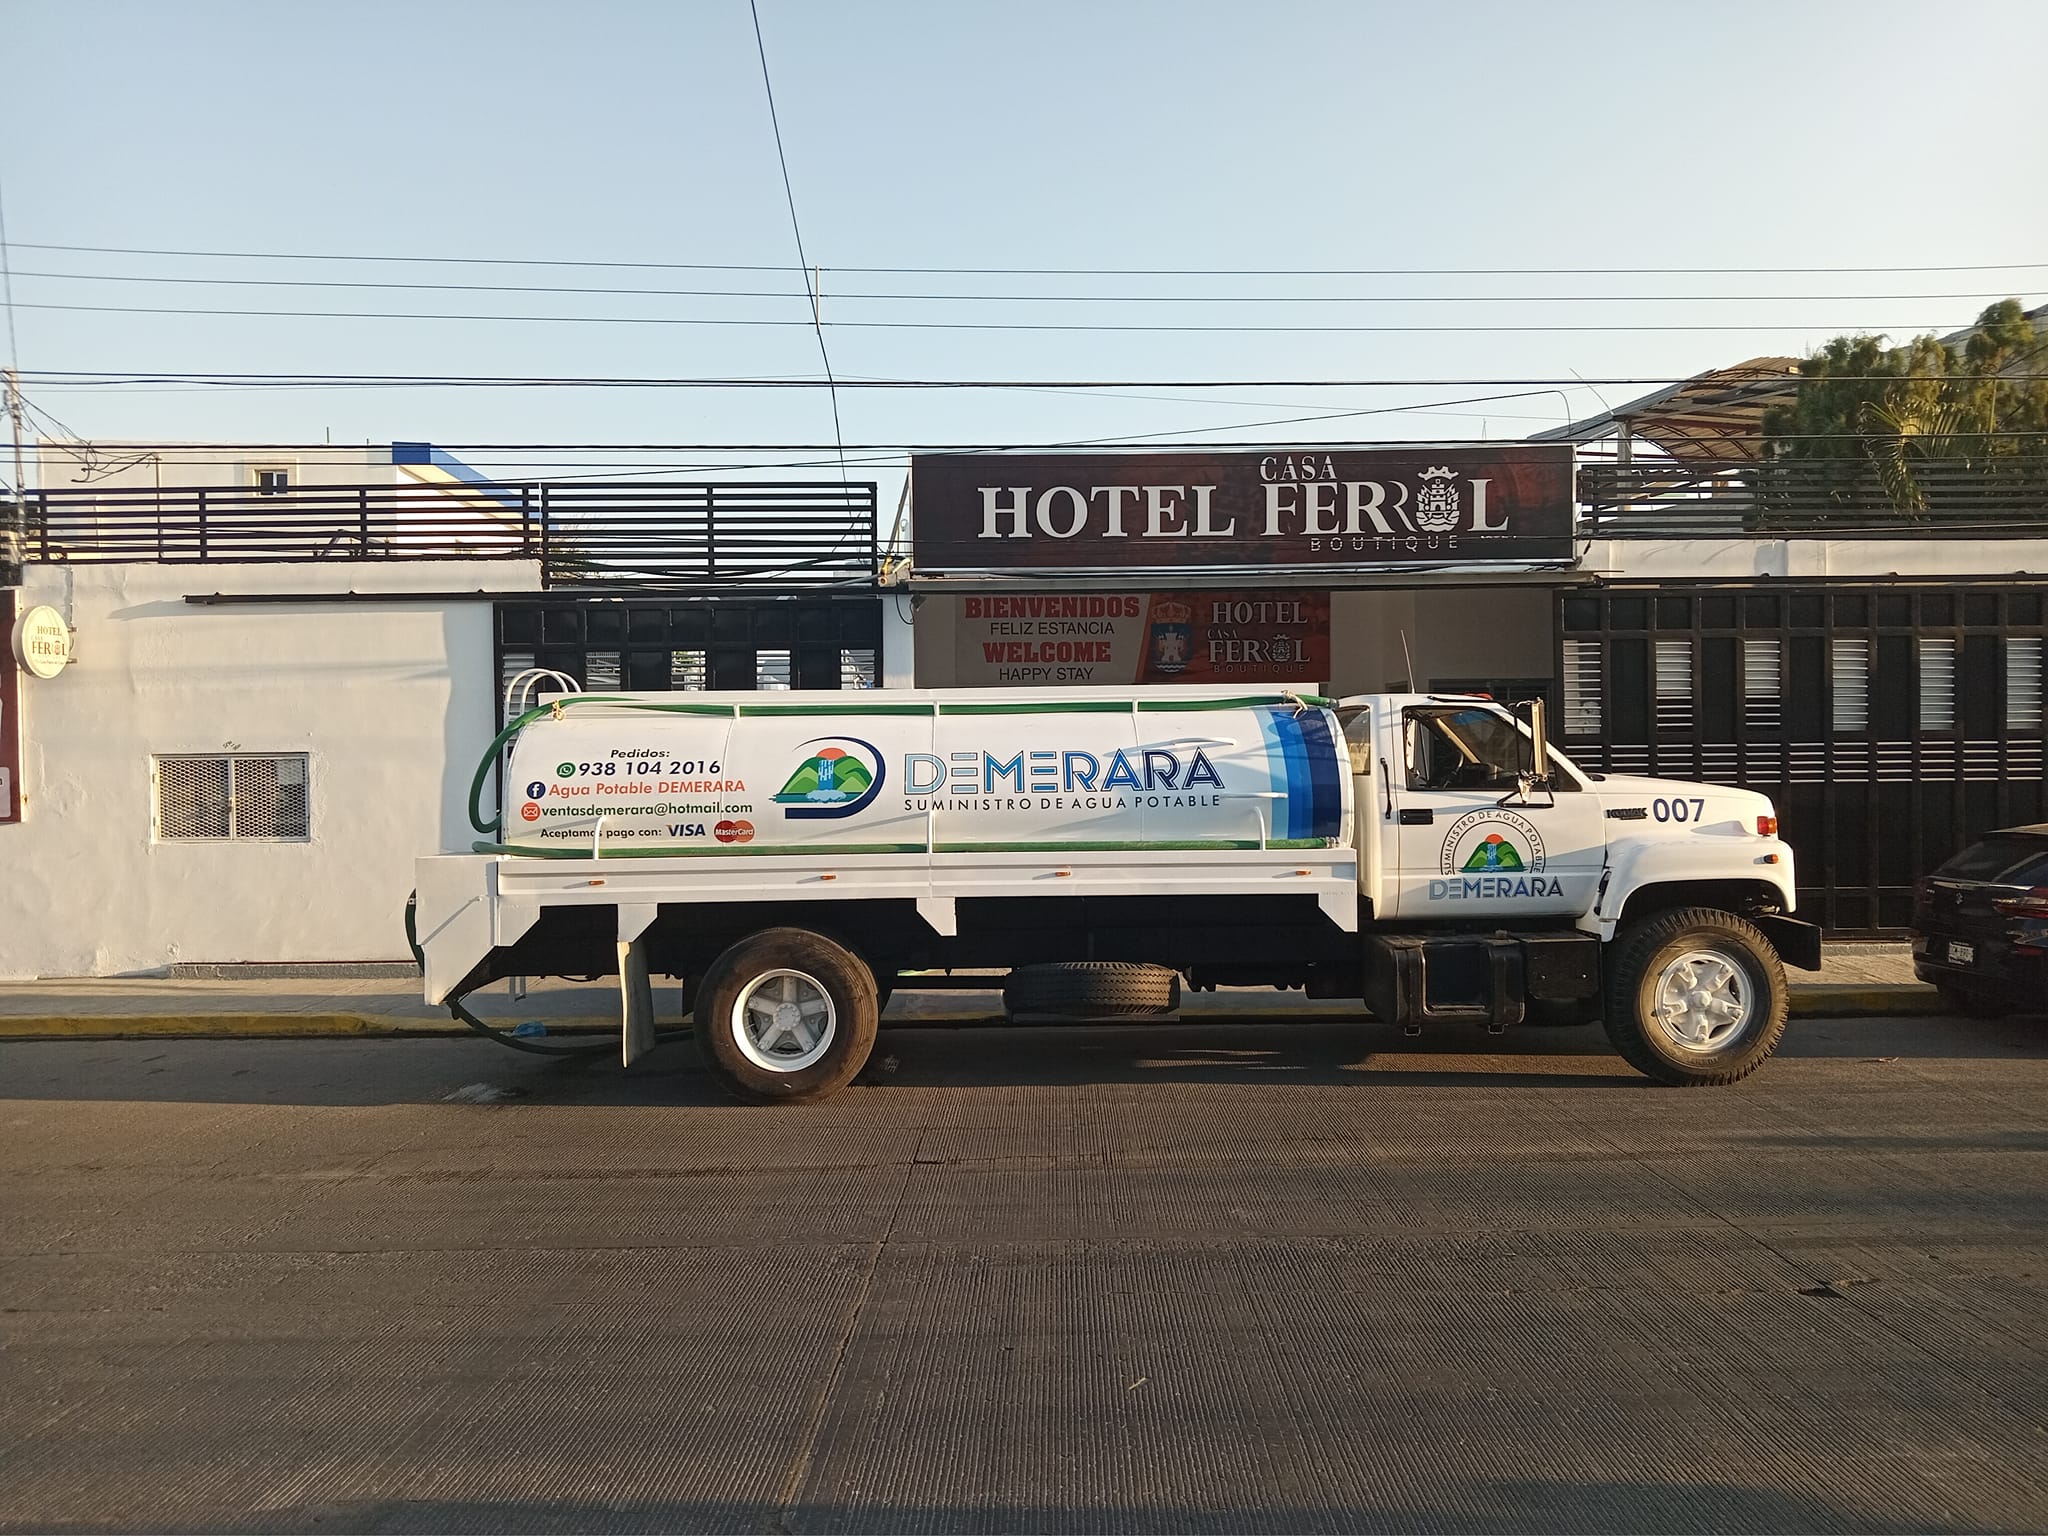 CASA
HOTEL FERROL
BOUTIQUE
BIENVENIDOS
FELIZ ESTANCIA
WELCOME
HAPPY STAY
HOTEL
CASA
FERROL
BOUTIQUE
HOTEL
CASA
FERROL
Pedidos:
938 104 2016
Agua Potable DEMERARA
ventasdemerara@hotmail.com
Aceptamos pago con: VISA MasterCard
DEMERARA
SUMINISTRO DE AGUA POTABLE
SUMINISTRO DE AGUA POTABLE
DEMERARA
KODIAK 007